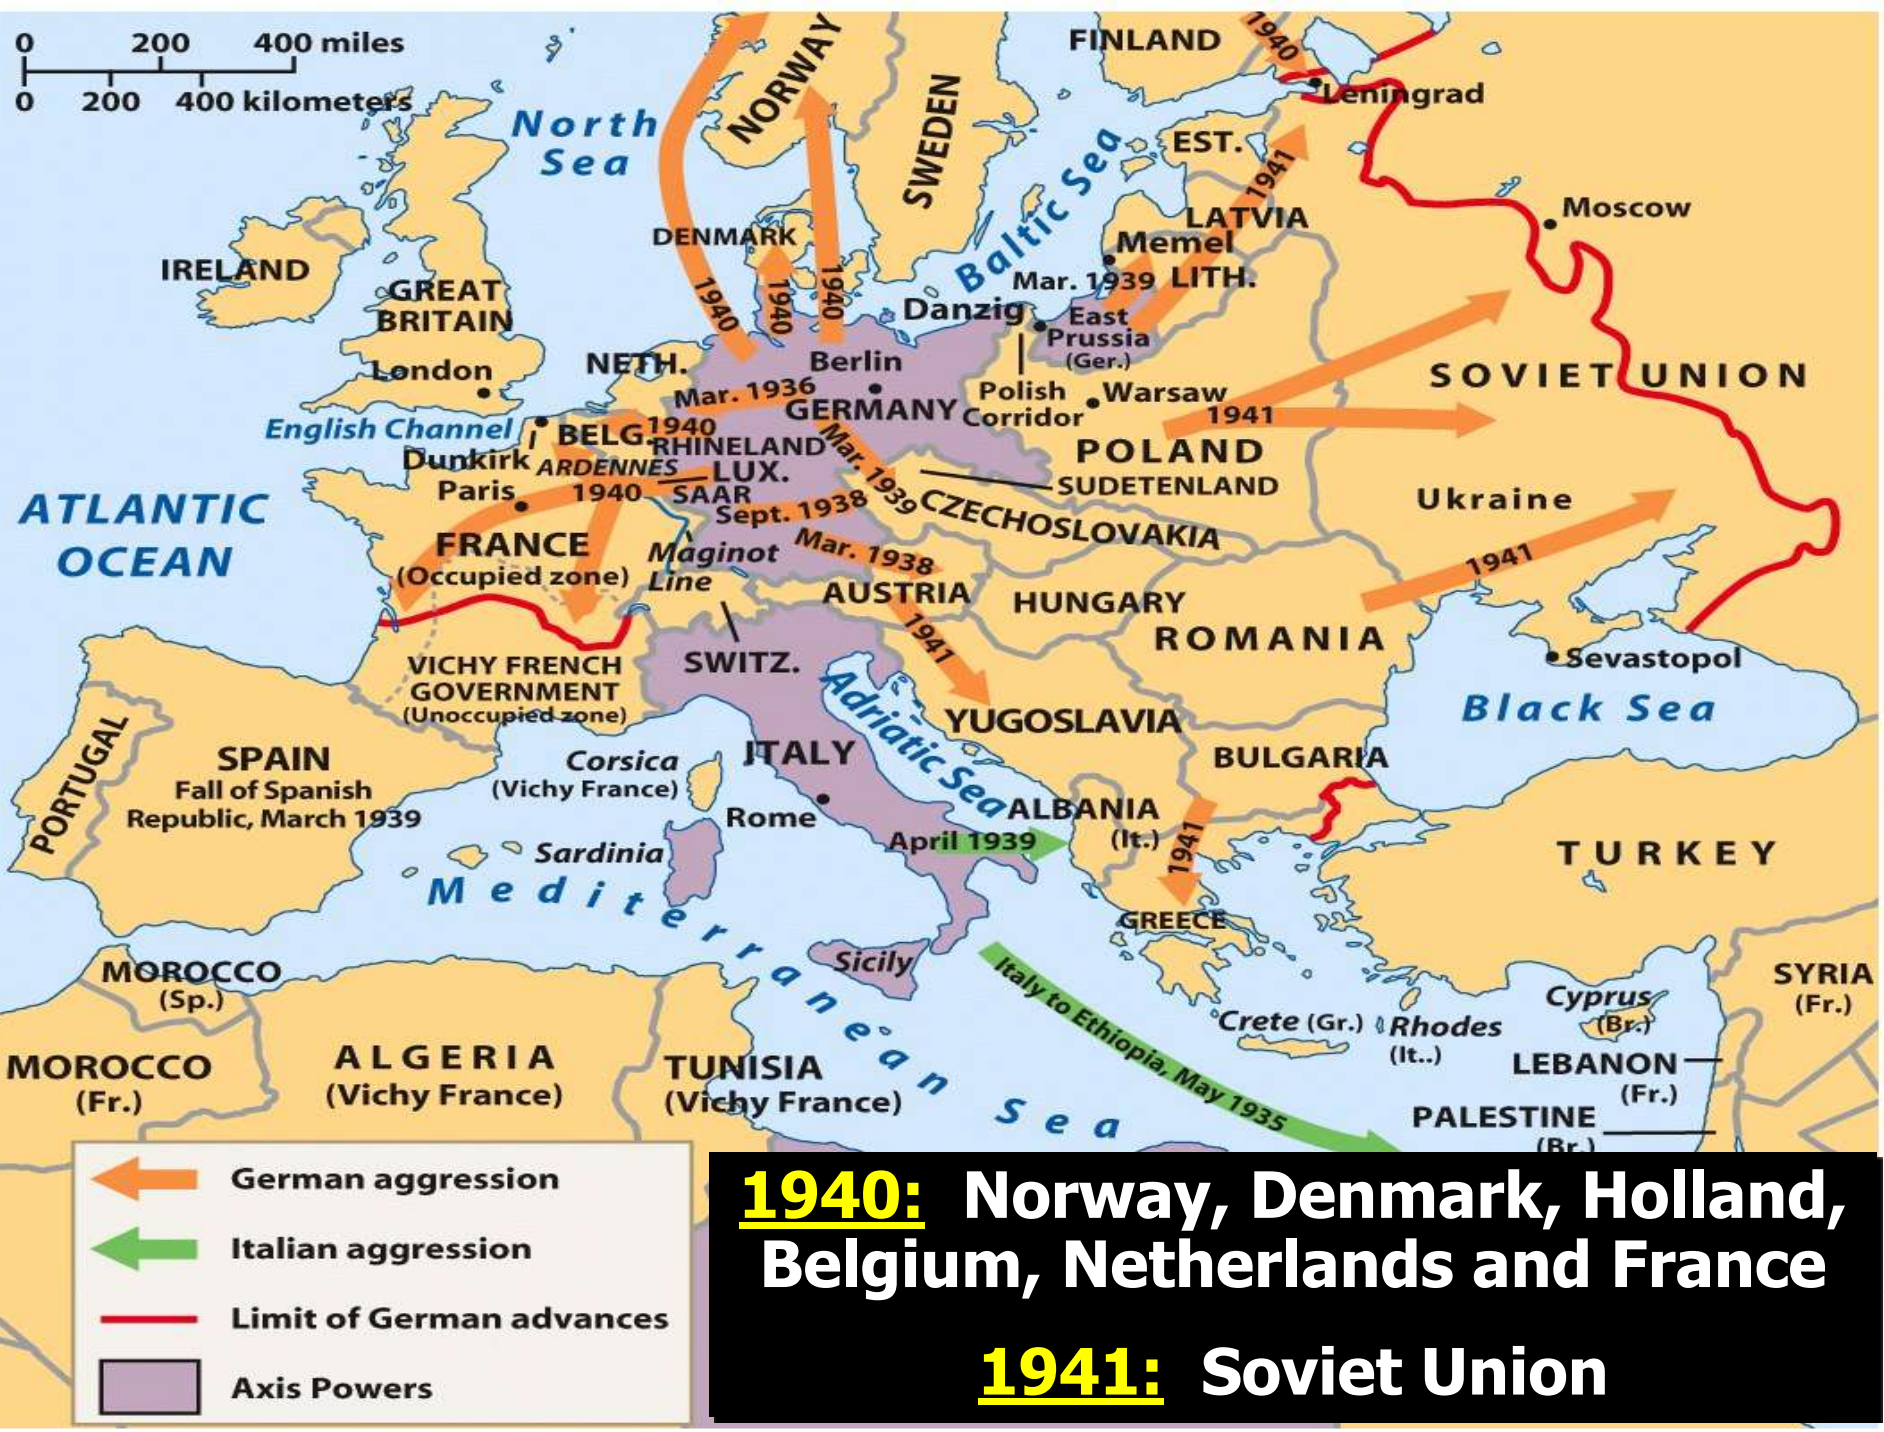 0 200 400 miles
0 200 400 kilometers
NORWAY
SWEDEN
FINLAND
1940
Leningrad
North
Sea
EST.
1941
Baltic Sea
LATVIA
Moscow
DENMARK
Memel
IRELAND
Mar. 1939
LITH.
GREAT
BRITAIN
1940
1940
1940
Danzig
East
Prussia
(Ger.)
NETH.
Berlin
London
Mar. 1936
GERMANY
Polish
Corridor
Warsaw
SOVIET UNION
1941
English Channel
BELG.
1940
RHINELAND
Mar. 1939
POLAND
Dunkirk
ARDENNES
LUX.
SUDETENLAND
Paris
1940
SAAR
Sept. 1938
CZECHOSLOVAKIA
Ukraine
ATLANTIC
OCEAN
FRANCE
(Occupied zone)
Maginot
Line
Mar. 1938
1941
AUSTRIA
HUNGARY
ROMANIA
1941
VICHY FRENCH
GOVERNMENT
(Unoccupied zone)
SWITZ.
Sevastopol
Black Sea
Adriatic Sea
YUGOSLAVIA
PORTUGAL
SPAIN
Fall of Spanish
Republic, March 1939
Corsica
(Vichy France)
ITALY
BULGARIA
Rome
ALBANIA
(It.)
1941
April 1939
TURKEY
Sardinia
Mediterranean Sea
GREECE
Sicily
MOROCCO
(Sp.)
Italy to Ethiopia, May 1935
Crete (Gr.)
Rhodes
(It..)
Cyprus
(Br.)
SYRIA
(Fr.)
MOROCCO
(Fr.)
ALGERIA
(Vichy France)
TUNISIA
(Vichy France)
LEBANON
(Fr.)
PALESTINE
(Br.)
German aggression
Italian aggression
Limit of German advances
Axis Powers
1940: Norway, Denmark, Holland,
Belgium, Netherlands and France
1941: Soviet Union